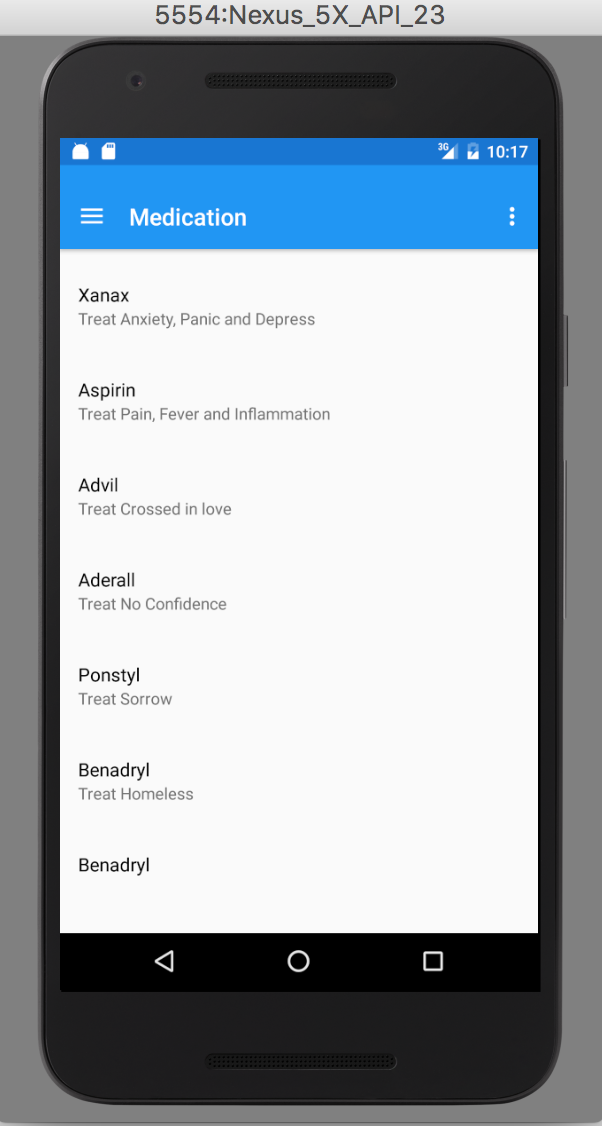 5554:Nexus_5X_API_23
3G 10:17
Medication
Xanax
Treat Anxiety, Panic and Depress
Aspirin
Treat Pain, Fever and Inflammation
Advil
Treat Crossed in love
Aderall
Treat No Confidence
Ponstyl
Treat Sorrow
Benadryl
Treat Homeless
Benadryl